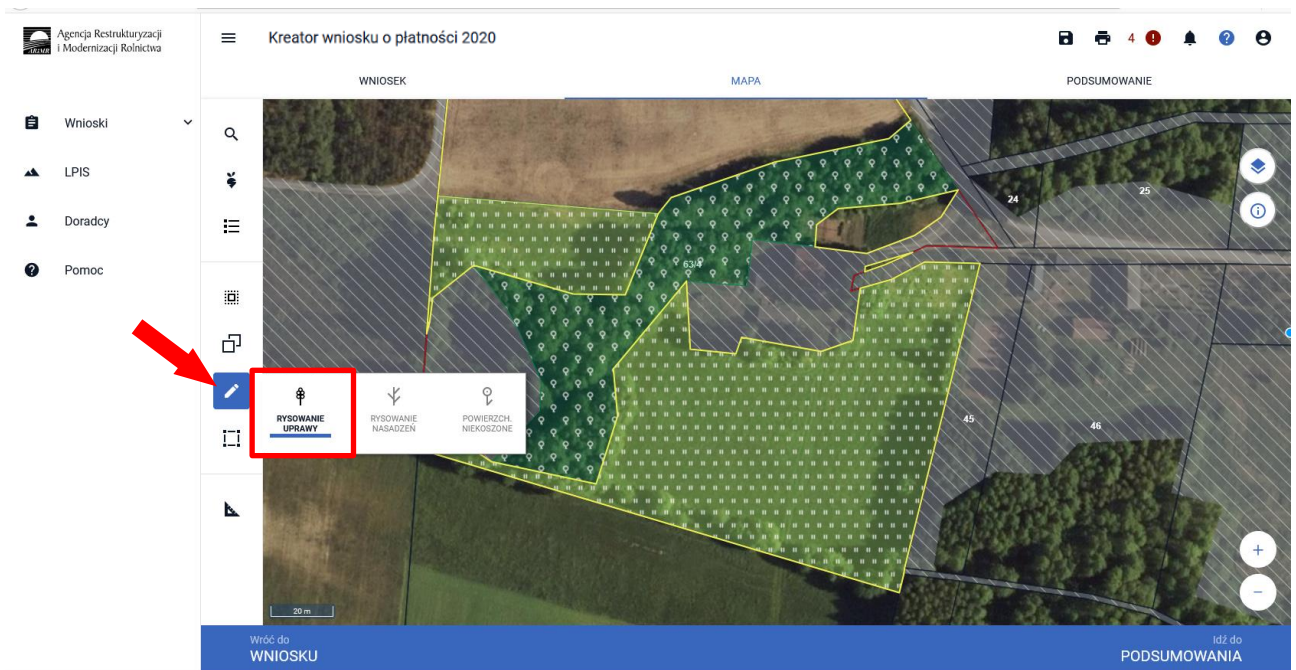 Agencja Restrukturyzacji
i Modernizacji Rolnictwa
ARiMR
Kreator wniosku o płatności 2020
4
WNIOSEK
MAPA
PODSUMOWANIE
Wnioski
LPIS
Doradcy
Pomoc
24
25
63/4
45
46
RYSOWANIE
UPRAWY
RYSOWANIE
NASADZEŃ
POWIERZCH.
NIEKOSZONE
20 m
Wróć do
WNIOSKU
Idź do
PODSUMOWANIA